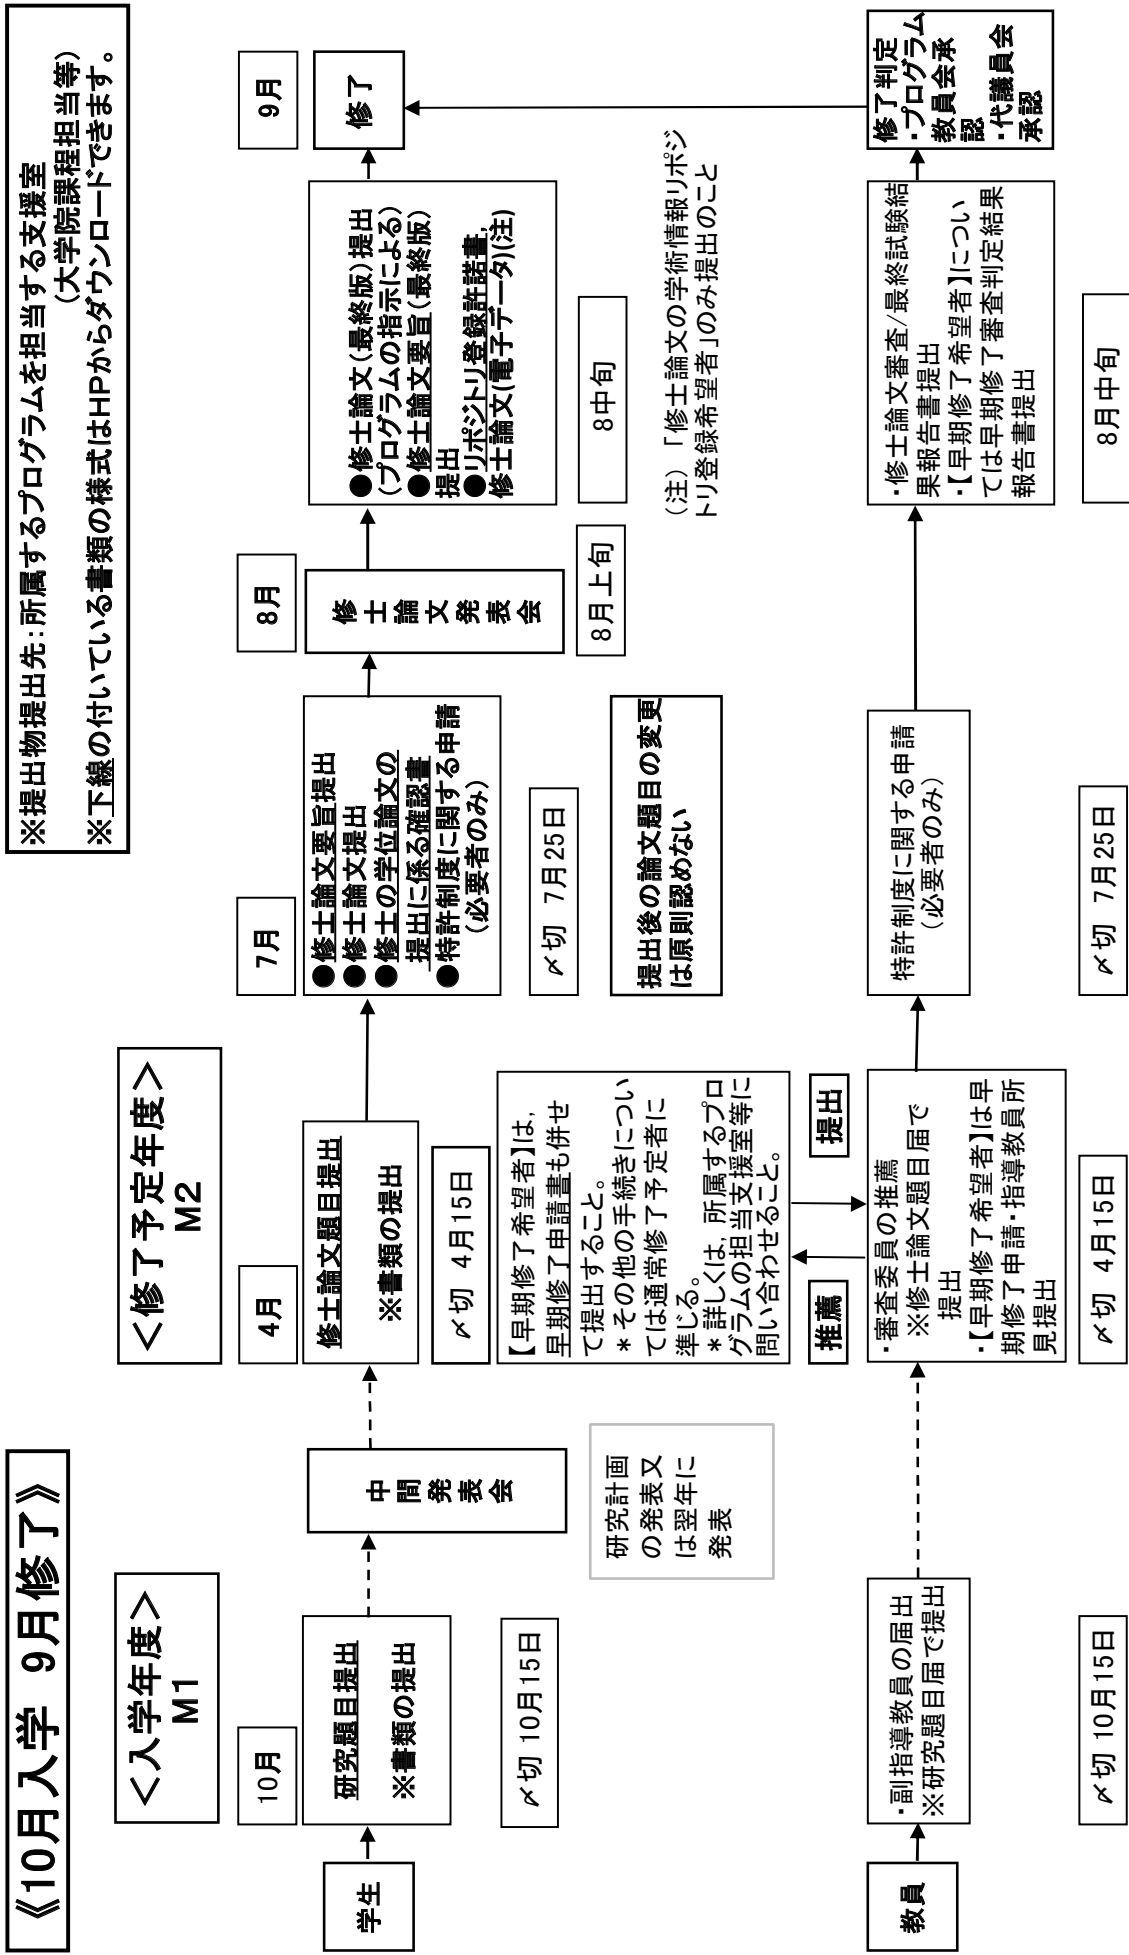 《10月入学 9月修了》
※提出物提出先：所属するプログラムを担当する支援室
（大学院課程担当等）
※下線の付いている書類の様式はHPからダウンロードできます。
＜入学年度＞
M1
＜修了予定年度＞
M2
10月
4月
7月
8月
9月
学生
研究題目提出
※書類の提出
〆切 10月15日
中間発表会
研究計画
の発表又
は翌年に
発表
修士論文題目提出
※書類の提出
〆切 4月15日
【早期修了希望者】は，
早期修了申請書も併せ
て提出すること。
＊その他の手続きについ
ては通常修了予定者に
準じる。
＊詳しくは，所属するプロ
グラムの担当支援室等に
問い合わせること。
●修士論文要旨提出
●修士論文提出
●修士の学位論文の
提出に係る確認書
●特許制度に関する申請
（必要者のみ）
〆切 7月25日
提出後の論文題目の変更
は原則認めない
修士論文発表会
8月上旬
●修士論文（最終版）提出
（プログラムの指示による）
●修士論文要旨（最終版）
提出
●リポジトリ登録許諾書，
修士論文(電子データ)(注)
8中旬
（注）「修士論文の学術情報リポジ
トリ登録希望者」のみ提出のこと
修了
推薦
提出
教員
・副指導教員の届出
※研究題目届で提出
〆切 10月15日
・審査委員の推薦
※修士論文題目届で
提出
・【早期修了希望者】は早
期修了申請・指導教員所
見提出
〆切 4月15日
特許制度に関する申請
（必要者のみ）
〆切 7月25日
・修士論文審査/最終試験結
果報告書提出
・【早期修了希望者】につい
ては早期修了審査判定結果
報告書提出
8月中旬
修了判定
・プログラム
教員会承
認
・代議員会
承認